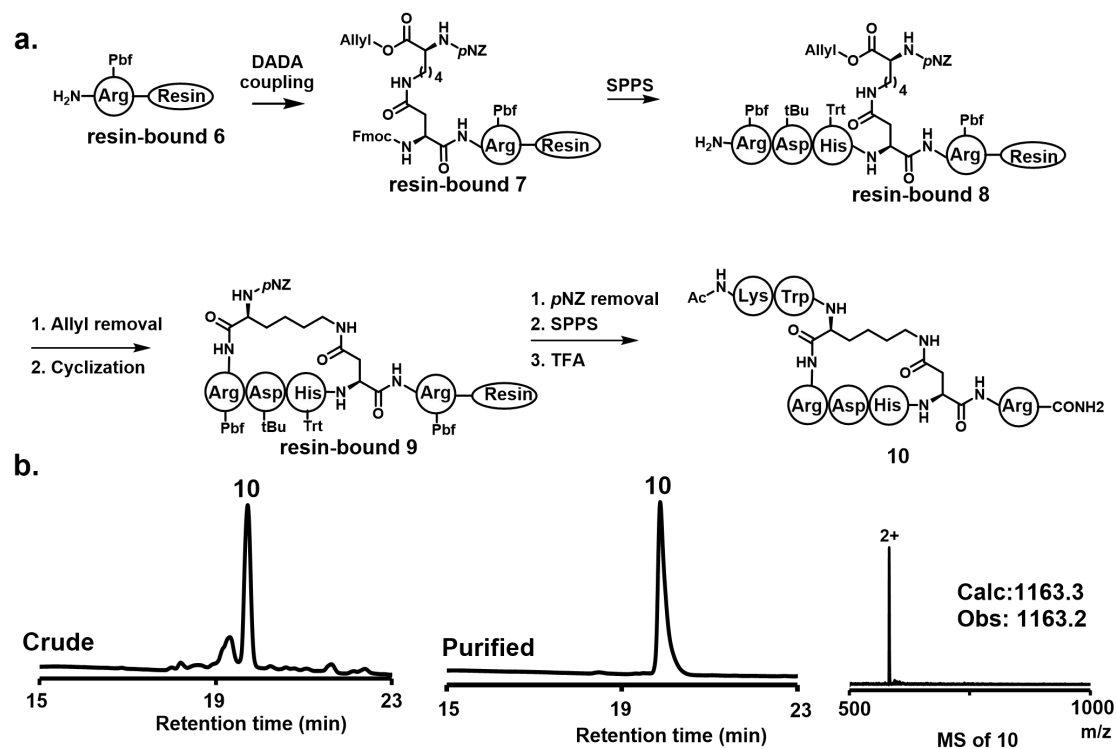 a.
Allyl
O
O
H
N
pNZ
HN
4
O
Fmoc
N
H
O
H
N
Pbf
Arg
Resin
resin-bound 7
Pbf
H₂N
Arg
Resin
resin-bound 6
DADA
coupling
SPPS
Allyl
O
O
H
N
pNZ
HN
4
O
Pbf
tBu
Trt
H₂N
Arg
Asp
His
N
H
O
H
N
Pbf
Arg
Resin
resin-bound 8
1. Allyl removal
2. Cyclization
H
N
HN
pNZ
O
HN
NH
O
Arg
Asp
His
N
H
O
H
N
Arg
Resin
Pbf
tBu
Trt
Pbf
resin-bound 9
1. pNZ removal
2. SPPS
3. TFA
Ac
H
N
Lys
Trp
NH
O
HN
NH
O
Arg
Asp
His
N
H
O
H
N
Arg
CONH2
10
b.
10
Crude
15
19
23
Retention time (min)
10
Purified
15
19
23
Retention time (min)
2+
Calc:1163.3
Obs: 1163.2
500
1000
m/z
MS of 10